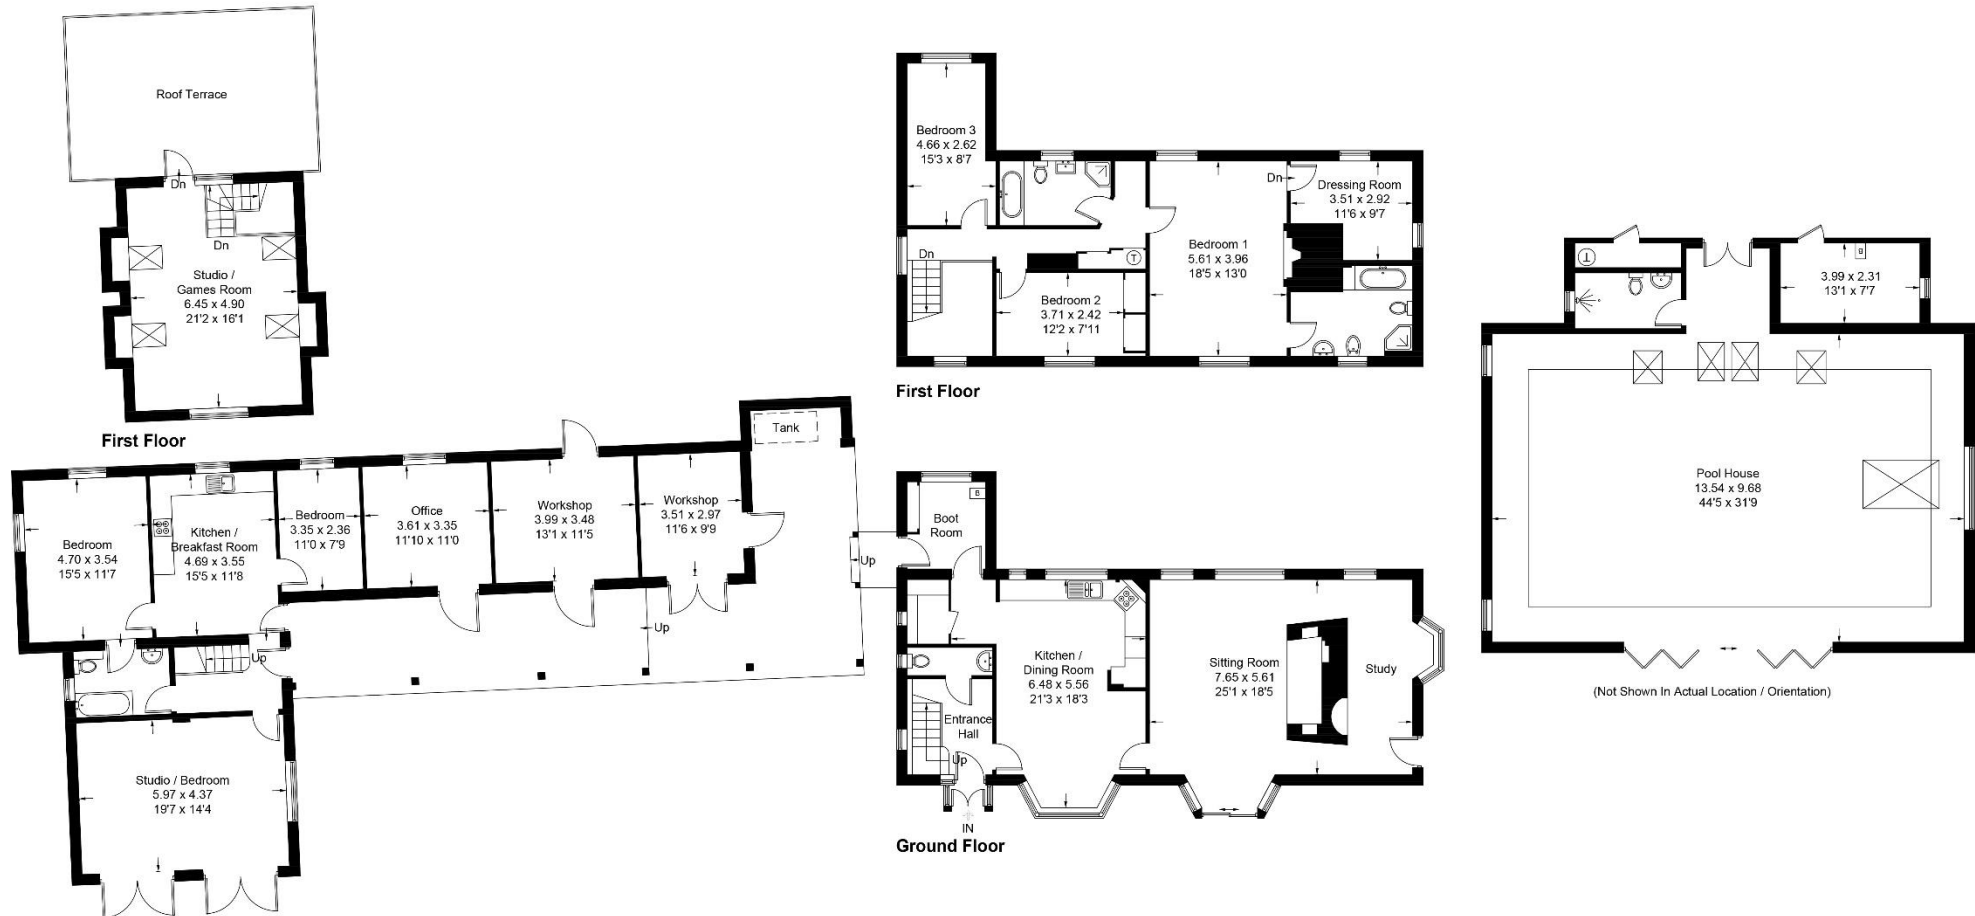 Roof Terrace
Dn
Dn
Studio /
Games Room
6.45 x 4.90
21'2 x 16'1
First Floor
Tank
Bedroom
4.70 x 3.54
15'5 x 11'7
Kitchen /
Breakfast Room
4.69 x 3.55
15'5 x 11'8
Bedroom
3.35 x 2.36
11'0 x 7'9
Office
3.61 x 3.35
11'10 x 11'0
Workshop
3.99 x 3.48
13'1 x 11'5
Workshop
3.51 x 2.97
11'6 x 9'9
Up
Up
Studio / Bedroom
5.97 x 4.37
19'7 x 14'4
Bedroom 3
4.66 x 2.62
15'3 x 8'7
Dn
Dn
Dressing Room
3.51 x 2.92
11'6 x 9'7
T
Bedroom 1
5.61 x 3.96
18'5 x 13'0
Bedroom 2
3.71 x 2.42
12'2 x 7'11
First Floor
B
Boot
Room
Up
Kitchen /
Dining Room
6.48 x 5.56
21'3 x 18'3
Sitting Room
7.65 x 5.61
25'1 x 18'5
Study
Entrance
Hall
Up
IN
Ground Floor
T
B
3.99 x 2.31
13'1 x 7'7
Pool House
13.54 x 9.68
44'5 x 31'9
(Not Shown In Actual Location / Orientation)